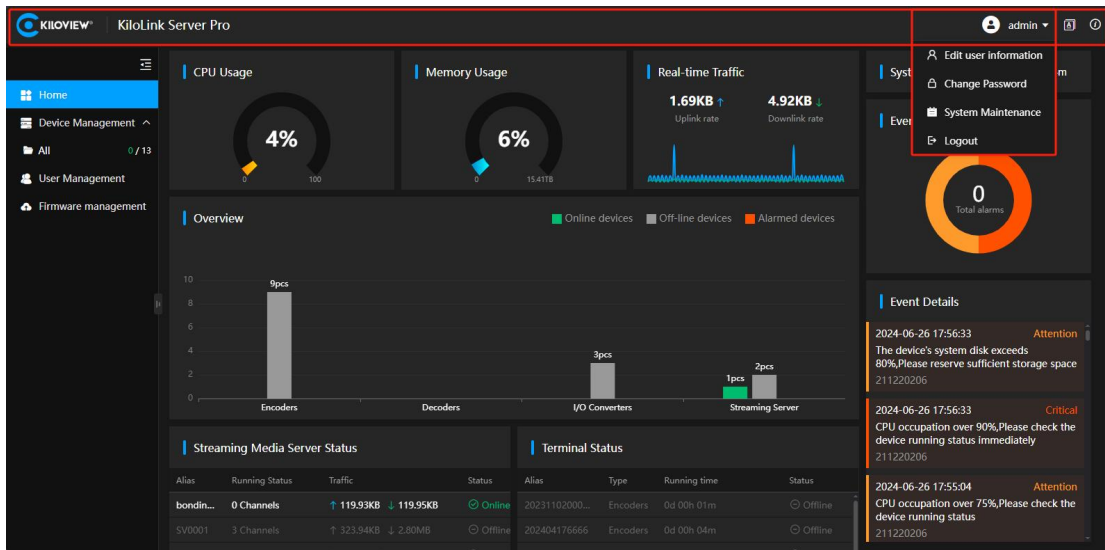 KILOVIEW® KiloLink Server Pro
admin
Edit user information
Change Password
System Maintenance
Logout
Home
Device Management
All 0 / 13
User Management
Firmware management
CPU Usage
4%
0 100
Memory Usage
6%
0 15.41TB
Real-time Traffic
1.69KB ↑ 4.92KB ↓
Uplink rate Downlink rate
Syst m
Ever
0
Total alarms
Overview
Online devices Off-line devices Alarmed devices
10
8
6
4
2
0
9pcs
3pcs
1pcs
2pcs
Encoders Decoders I/O Converters Streaming Server
Event Details
2024-06-26 17:56:33 Attention
The device's system disk exceeds
80%,Please reserve sufficient storage space
211220206
2024-06-26 17:56:33 Critical
CPU occupation over 90%,Please check the
device running status immediately
211220206
2024-06-26 17:55:04 Attention
CPU occupation over 75%,Please check the
device running status
211220206
Streaming Media Server Status
Alias Running Status Traffic Status
bondin... 0 Channels ↑ 119.93KB ↓ 119.95KB Online
SV0001 3 Channels ↑ 323.94KB ↓ 2.80MB Offline
Terminal Status
Alias Type Running time Status
20231102000... Encoders 0d 00h 01m Offline
202404176666 Encoders 0d 00h 04m Offline